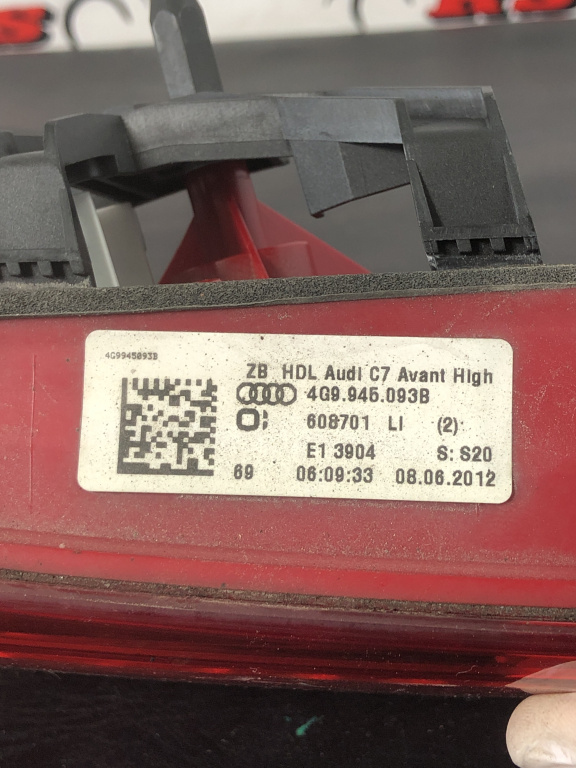 4G9945093B
ZB HDL Audi C7 Avant High
4G9.945.093B
608701 LI (2)
E1 3904 S: S20
69 06:09:33 08.06.2012